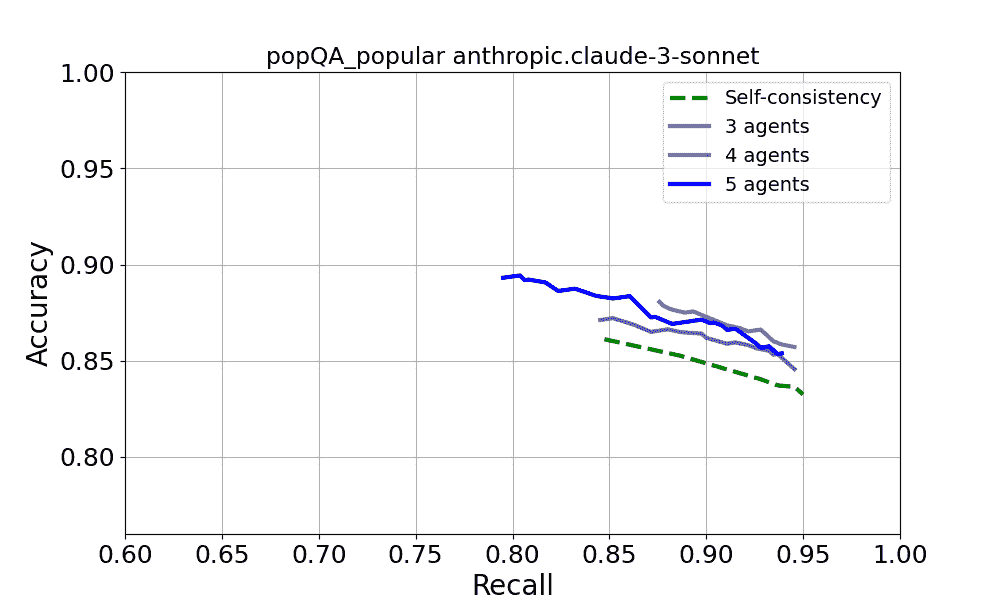 popQA_popular anthropic.claude-3-sonnet
1.00
0.95
0.90
0.85
0.80
Accuracy
Self-consistency
3 agents
4 agents
5 agents
0.60 0.65 0.70 0.75 0.80 0.85 0.90 0.95 1.00
Recall